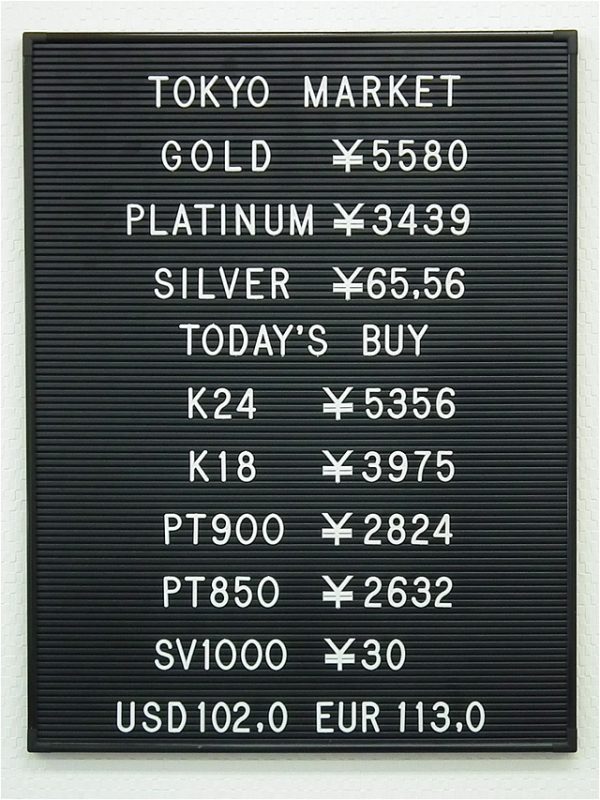 TOKYO MARKET
GOLD ¥5580
PLATINUM ¥3439
SILVER ¥65,56
TODAY'S BUY
K24 ¥5356
K18 ¥3975
PT900 ¥2824
PT850 ¥2632
SV1000 ¥30
USD102,0 EUR 113,0